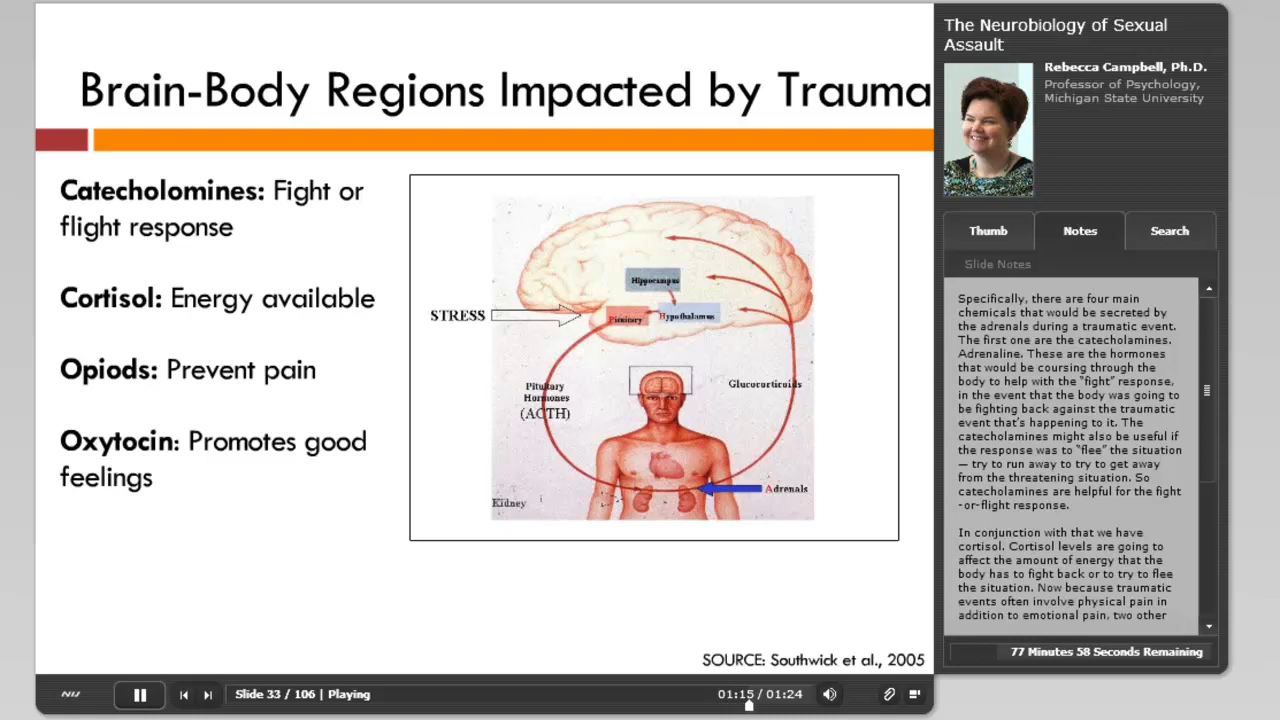 Brain-Body Regions Impacted by Trauma
Catecholomines: Fight or
flight response
Cortisol: Energy available
Opiods: Prevent pain
Oxytocin: Promotes good
feelings
STRESS
Hippocampus
Pituitary
Hypothalamus
Pituitary
Hormones
(ACTH)
Glucocorticoids
Adrenals
Kidney
SOURCE: Southwick et al., 2005
The Neurobiology of Sexual
Assault
Rebecca Campbell, Ph.D.
Professor of Psychology,
Michigan State University
Thumb
Notes
Search
Slide Notes
Specifically, there are four main
chemicals that would be secreted by
the adrenals during a traumatic event.
The first one are the catecholamines.
Adrenaline. These are the hormones
that would be coursing through the
body to help with the “fight” response,
in the event that the body was going to
be fighting back against the traumatic
event that’s happening to it. The
catecholamines might also be useful if
the response was to “flee” the situation
— try to run away to try to get away
from the threatening situation. So
catecholamines are helpful for the fight
-or-flight response.
In conjunction with that we have
cortisol. Cortisol levels are going to
affect the amount of energy that the
body has to fight back or to try to flee
the situation. Now because traumatic
events often involve physical pain in
addition to emotional pain, two other
77 Minutes 58 Seconds Remaining
NIJ
Slide 33 / 106 | Playing
01:15 / 01:24